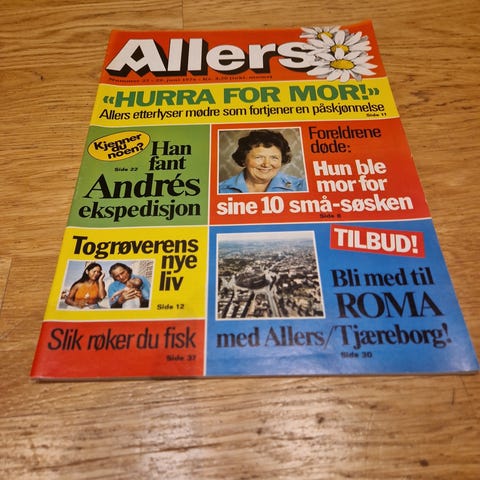 Allers
juni
«HURRA FOR MOR!»
Allers etterlyser mødre som fortjener en påskjønnelse
Side 11
Kjenner
du
noen?
Side 22
Han
fant
Andrés
ekspedisjon
Foreldrene
døde:
Hun ble
mor for
sine 10 små-søsken
Side 8
Togrøverens
nye
liv
Side 12
Slik røker du fisk
Side 37
TILBUD!
Bli med til
ROMA
med Allers/Tjæreborg!
Side 30